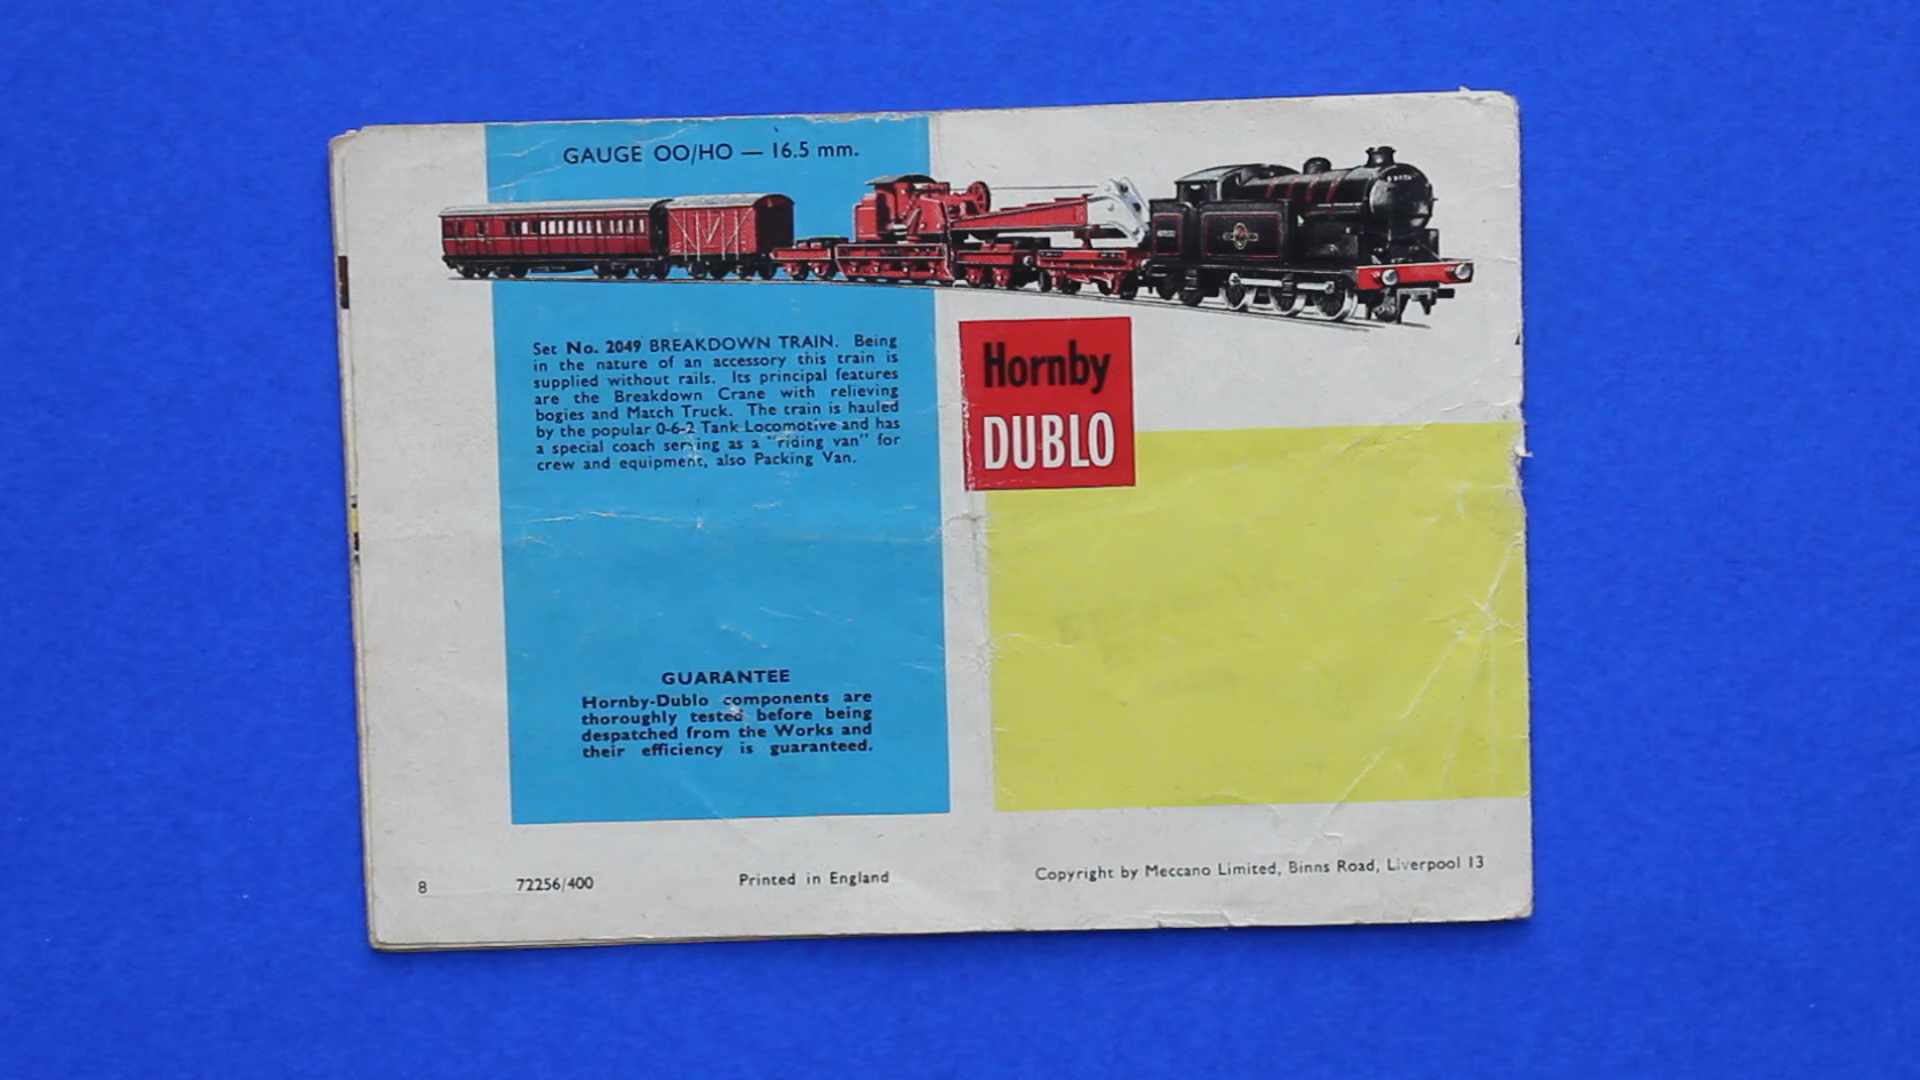 GAUGE OO/HO — 16.5 mm.
Set No. 2049 BREAKDOWN TRAIN. Being
in the nature of an accessory this train is
supplied without rails. Its principal features
are the Breakdown Crane with relieving
bogies and Match Truck. The train is hauled
by the popular 0-6-2 Tank Locomotive and has
a special coach serving as a "riding van" for
crew and equipment, also Packing Van.
Hornby
DUBLO
GUARANTEE
Hornby-Dublo components are
thoroughly tested before being
despatched from the Works and
their efficiency is guaranteed.
8
72256/400
Printed in England
Copyright by Meccano Limited, Binns Road, Liverpool 13